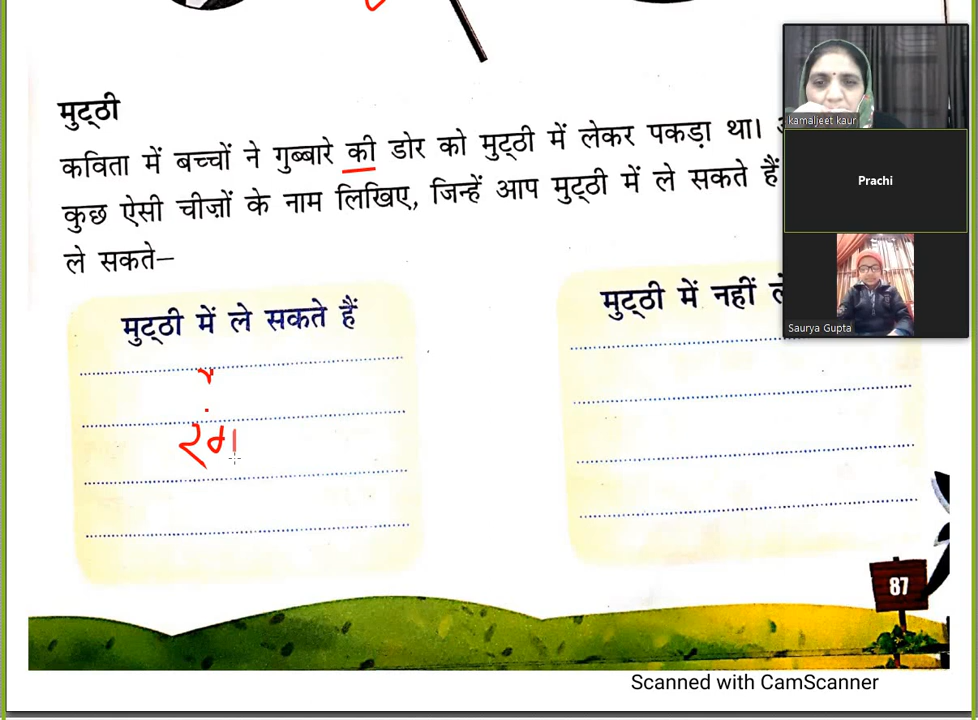 मुट्ठी
कविता में बच्चों ने गुब्बारे की डोर को मुट्ठी में लेकर पकड़ा था।
कुछ ऐसी चीज़ों के नाम लिखिए, जिन्हें आप मुट्ठी में ले सकते हैं
ले सकते–
मुट्ठी में ले सकते हैं
रंग
मुट्ठी में नहीं
87
Scanned with CamScanner
kamaljeet kaur
Prachi
Saurya Gupta